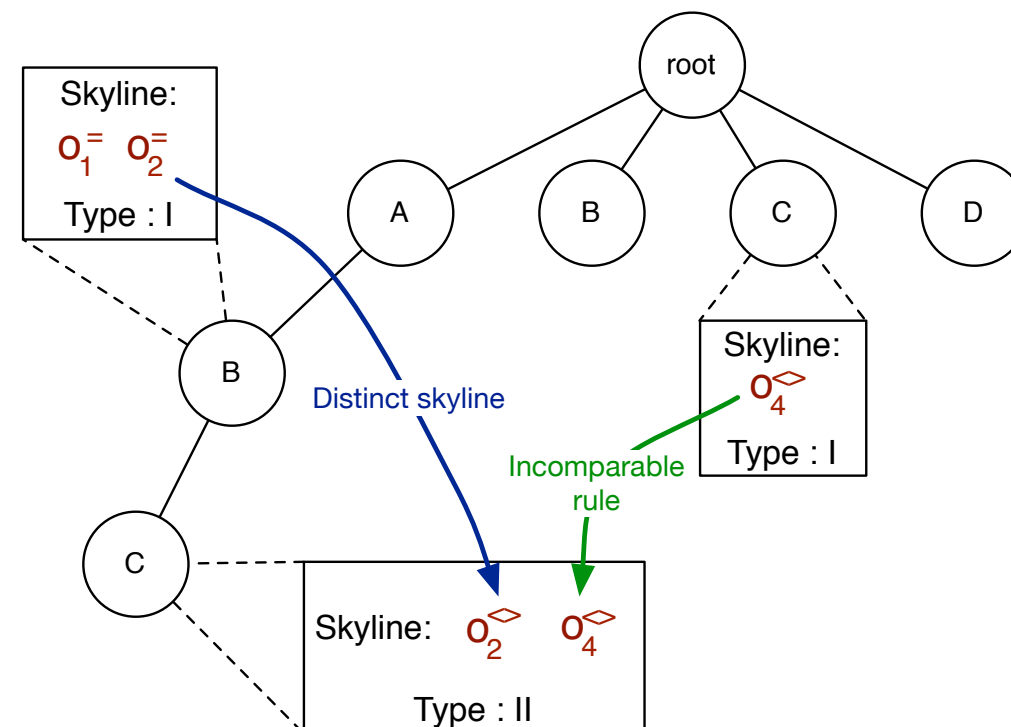 root
Skyline:
O₁⁼ O₂⁼
Type : I
A
B
C
D
B
Skyline:
O₄<>
Type : I
Distinct skyline
Incomparable
rule
C
Skyline: O₂<> O₄<>
Type : II